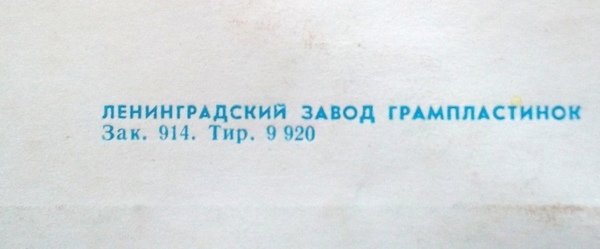 ЛЕНИНГРАДСКИЙ ЗАВОД ГРАМПЛАСТИНОК
Зак. 914. Тир. 9 920